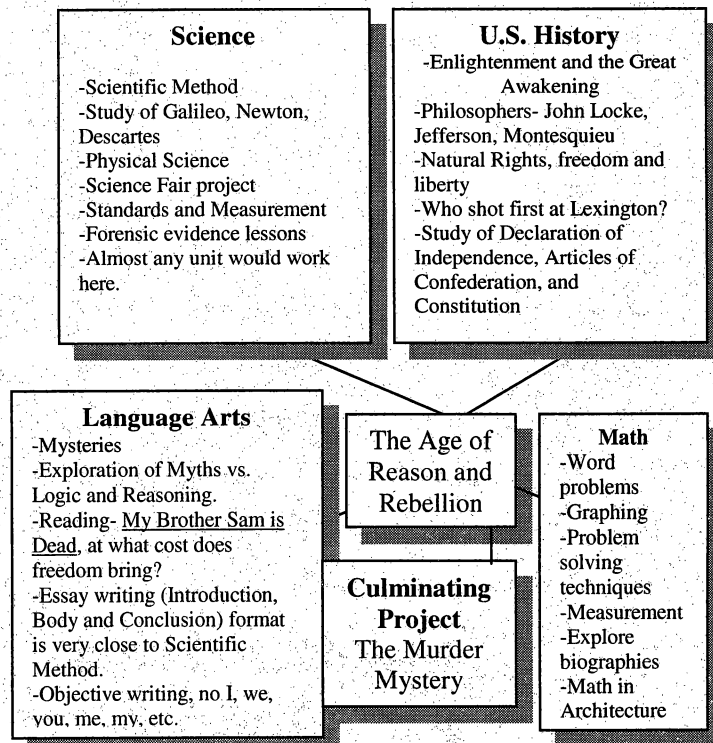 Science
-Scientific Method
-Study of Galileo, Newton,
Descartes
-Physical Science
-Science Fair project
-Standards and Measurement
-Forensic evidence lessons
-Almost any unit would work
here.
U.S. History
-Enlightenment and the Great
Awakening
-Philosophers- John Locke,
Jefferson, Montesquieu
-Natural Rights, freedom and
liberty
-Who shot first at Lexington?
-Study of Declaration of
Independence, Articles of
Confederation, and
Constitution
Language Arts
-Mysteries
-Exploration of Myths vs.
Logic and Reasoning.
-Reading- My Brother Sam is
Dead, at what cost does
freedom bring?
-Essay writing (Introduction,
Body and Conclusion) format
is very close to Scientific
Method.
-Objective writing, no I, we,
you, me, my, etc.
The Age of
Reason and
Rebellion
Culminating
Project
The Murder
Mystery
Math
-Word
problems
-Graphing
-Problem
solving
techniques
-Measurement
-Explore
biographies
-Math in
Architecture